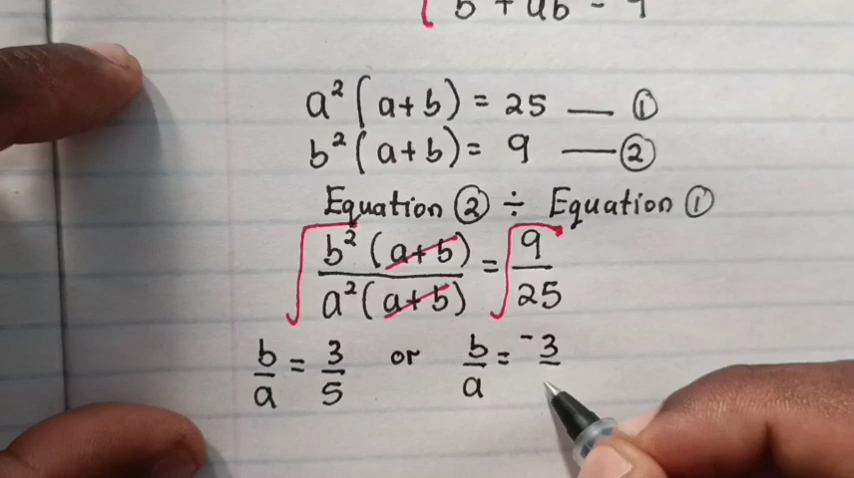 a²(a+b) = 25 — ①
b²(a+b) = 9 — ②
Equation ② ÷ Equation ①
√(b²(a+b)/a²(a+b)) = √(9/25)
b/a = 3/5 or b/a = -3